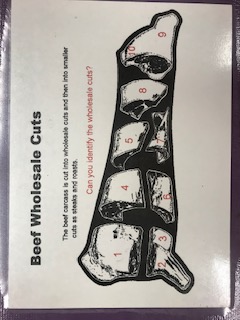 Beef Wholesale Cuts
The beef carcass is cut into wholesale cuts and then into smaller
cuts as steaks and roasts.
Can you identify the wholesale cuts?
1
2
3
4
6
5
7
8
10
9